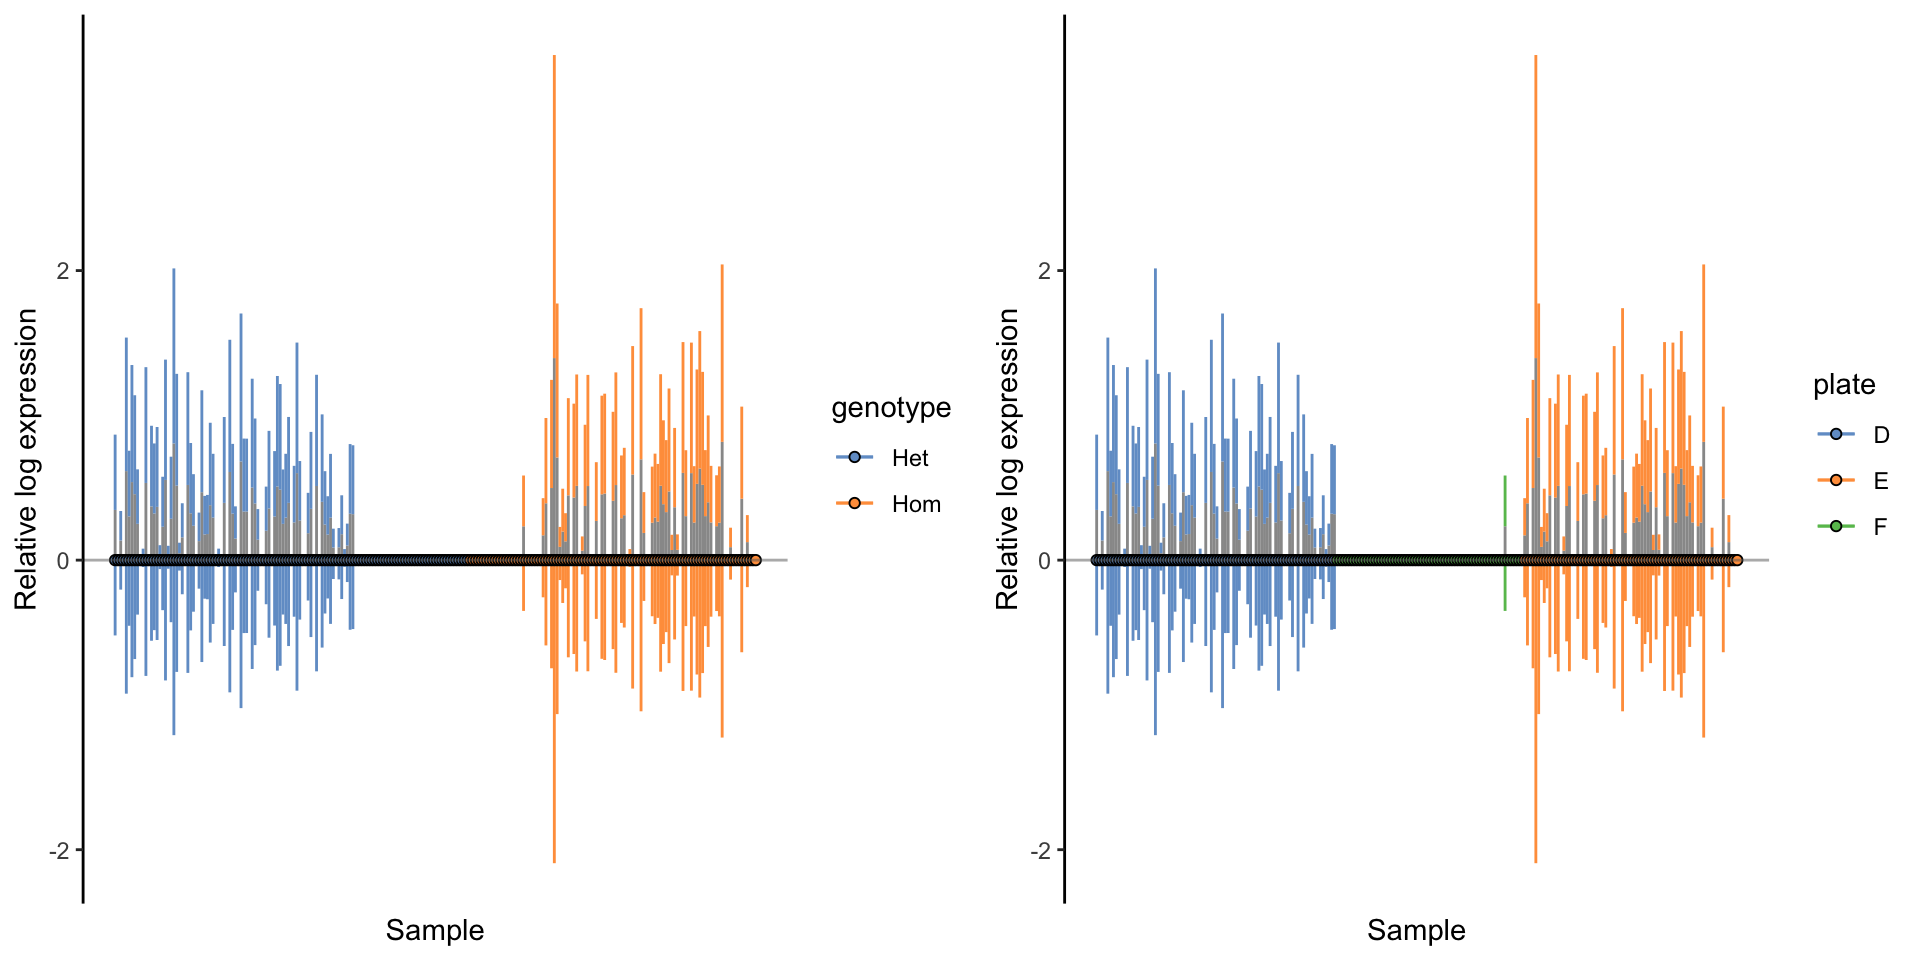 Relative log expression
2
0
-2
Sample
genotype
Het
Hom
Relative log expression
2
0
-2
Sample
plate
D
E
F